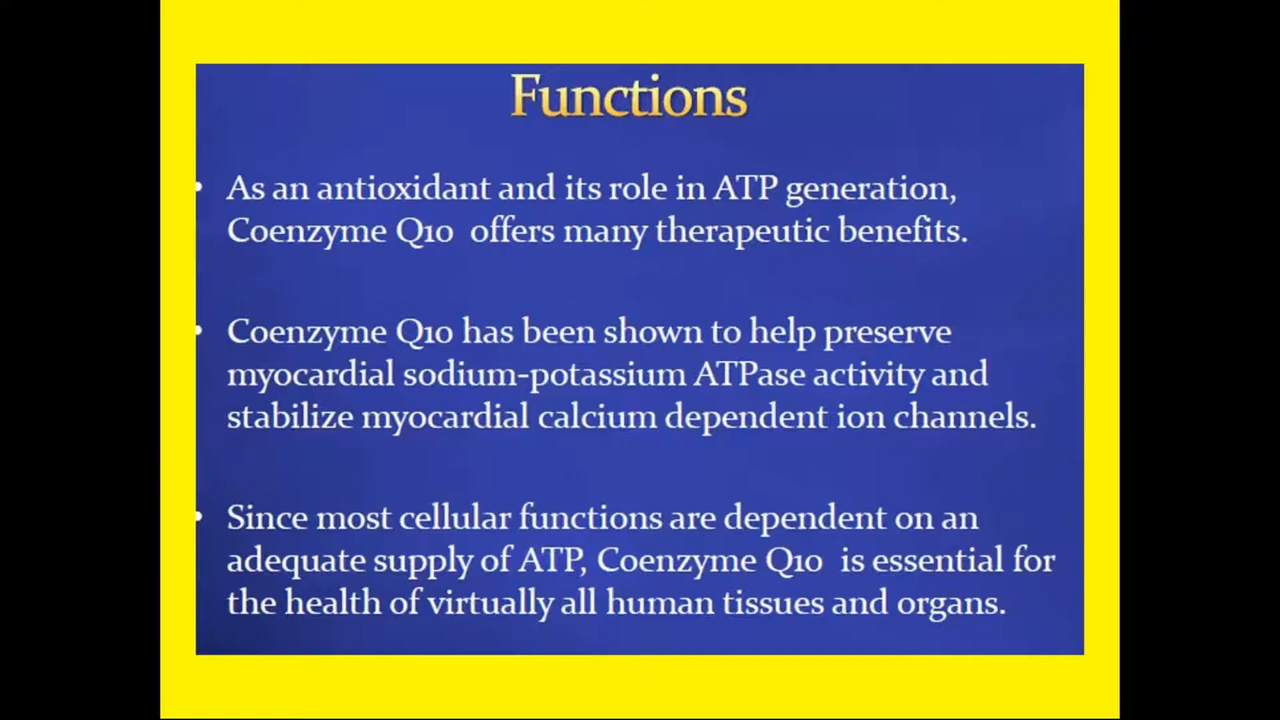 Functions
• As an antioxidant and its role in ATP generation,
Coenzyme Q10 offers many therapeutic benefits.
• Coenzyme Q10 has been shown to help preserve
myocardial sodium-potassium ATPase activity and
stabilize myocardial calcium dependent ion channels.
• Since most cellular functions are dependent on an
adequate supply of ATP, Coenzyme Q10 is essential for
the health of virtually all human tissues and organs.